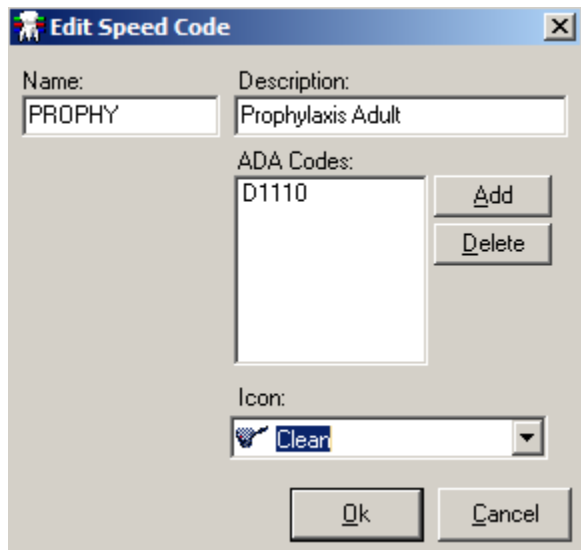 Edit Speed Code
Name:
Description:
PROPHY
Prophylaxis Adult
ADA Codes:
D1110
Add
Delete
Icon:
Clean
Ok
Cancel